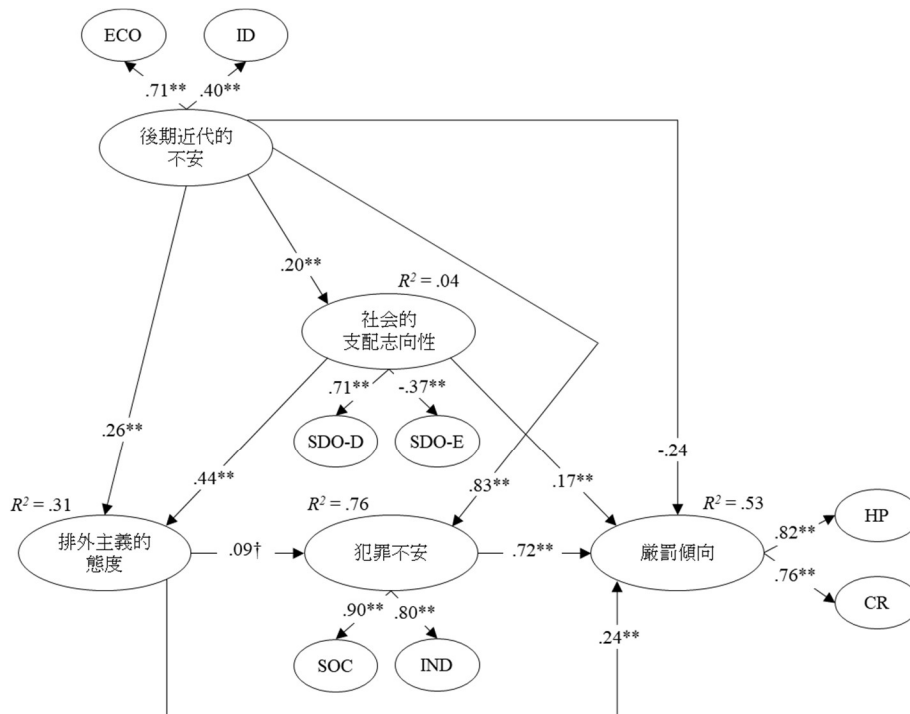 ECO
ID
.71**
.40**
後期近代的
不安
.20**
R² = .04
社会的
支配志向性
.71**
-.37**
SDO-D
SDO-E
.26**
.44**
.83**
.17**
-.24
R² = .31
R² = .76
R² = .53
排外主義的
態度
.09†
犯罪不安
.72**
厳罰傾向
.82**
HP
.76**
CR
.90**
.80**
SOC
IND
.24**